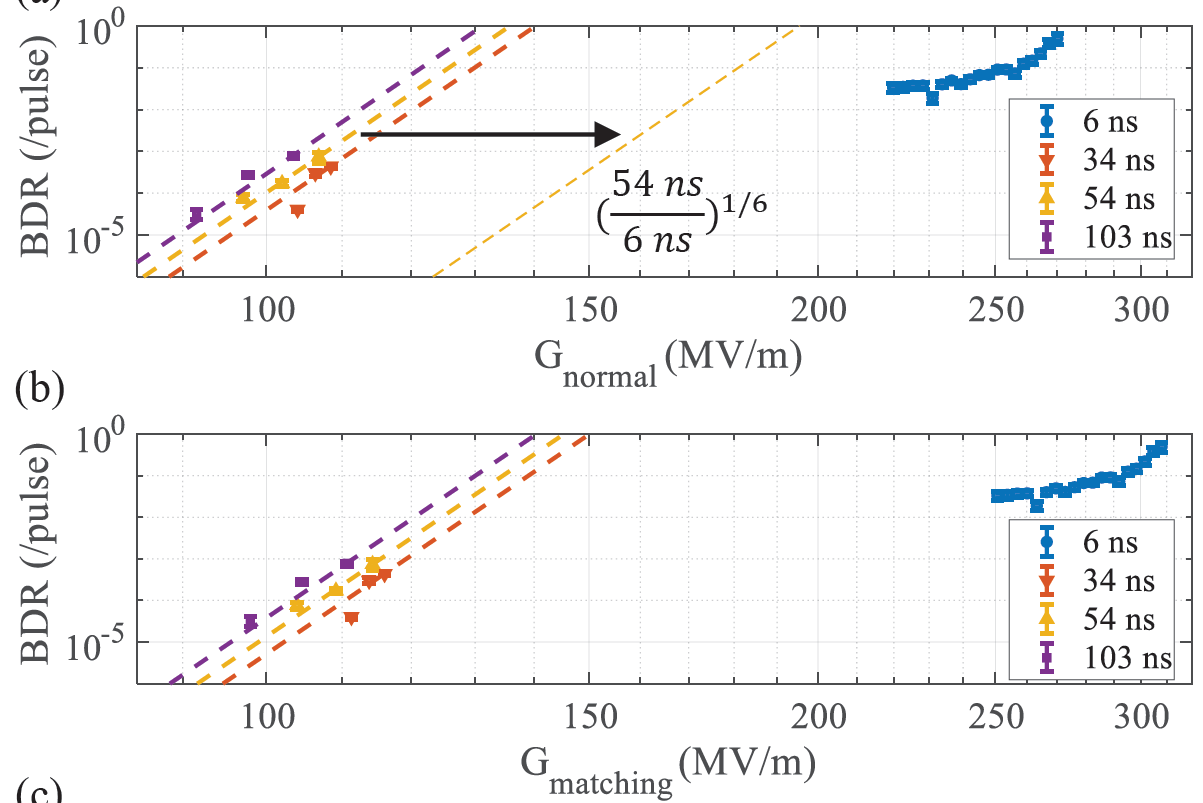 (a)
10^0
10^-5
BDR (/pulse)
(54 ns / 6 ns)^1/6
6 ns
34 ns
54 ns
103 ns
100 150 200 250 300
G_normal (MV/m)
(b)
10^0
10^-5
BDR (/pulse)
6 ns
34 ns
54 ns
103 ns
100 150 200 250 300
G_matching (MV/m)
(c)